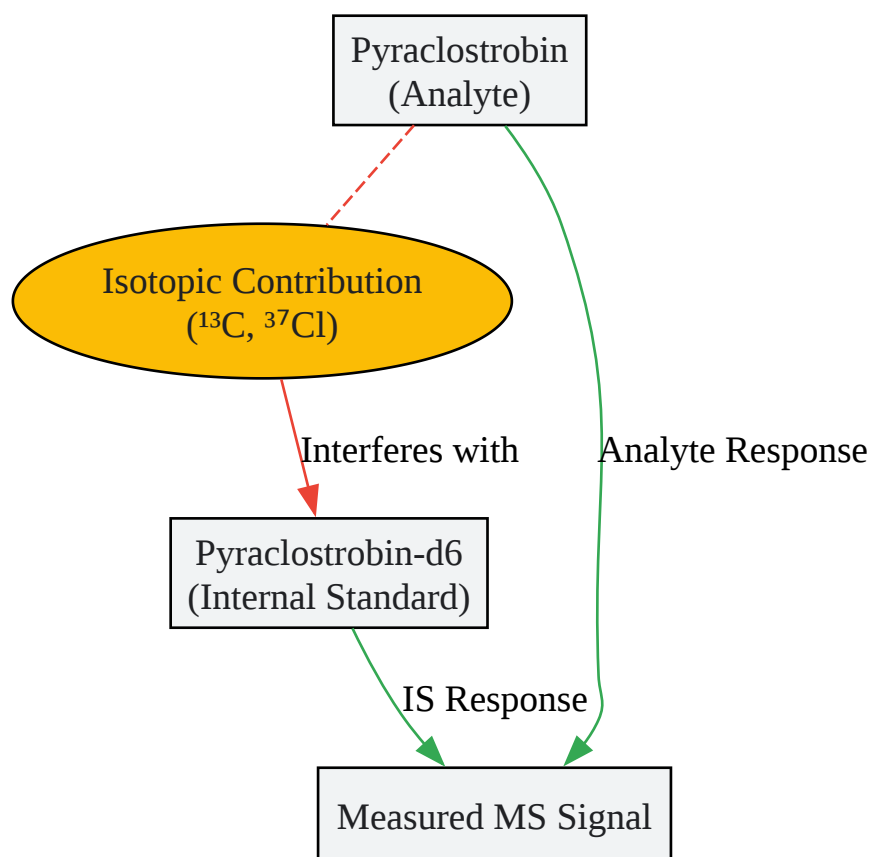 Pyraclostrobin
(Analyte)
Isotopic Contribution
(¹³C, ³⁷Cl)
Interferes with
Analyte Response
Pyraclostrobin-d6
(Internal Standard)
IS Response
Measured MS Signal